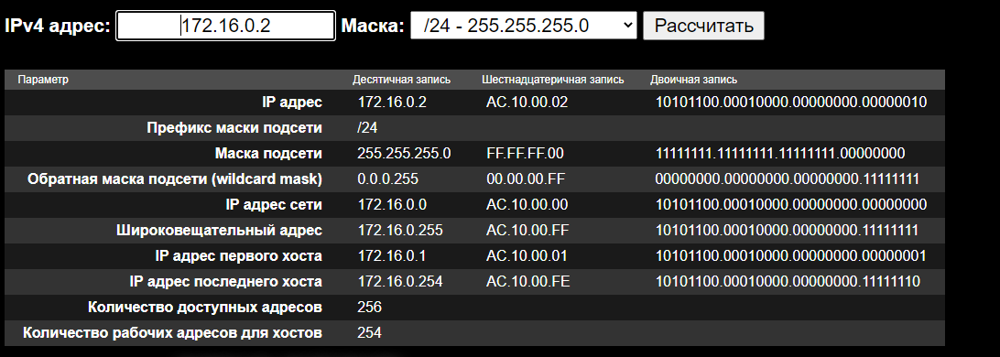 IPv4 адрес: 172.16.0.2 Маска: /24 - 255.255.255.0 Рассчитать
Параметр Десятичная запись Шестнадцатеричная запись Двоичная запись
IP адрес 172.16.0.2 AC.10.00.02 10101100.00010000.00000000.00000010
Префикс маски подсети /24
Маска подсети 255.255.255.0 FF.FF.FF.00 11111111.11111111.11111111.00000000
Обратная маска подсети (wildcard mask) 0.0.0.255 00.00.00.FF 00000000.00000000.00000000.11111111
IP адрес сети 172.16.0.0 AC.10.00.00 10101100.00010000.00000000.00000000
Широковещательный адрес 172.16.0.255 AC.10.00.FF 10101100.00010000.00000000.11111111
IP адрес первого хоста 172.16.0.1 AC.10.00.01 10101100.00010000.00000000.00000001
IP адрес последнего хоста 172.16.0.254 AC.10.00.FE 10101100.00010000.00000000.11111110
Количество доступных адресов 256
Количество рабочих адресов для хостов 254